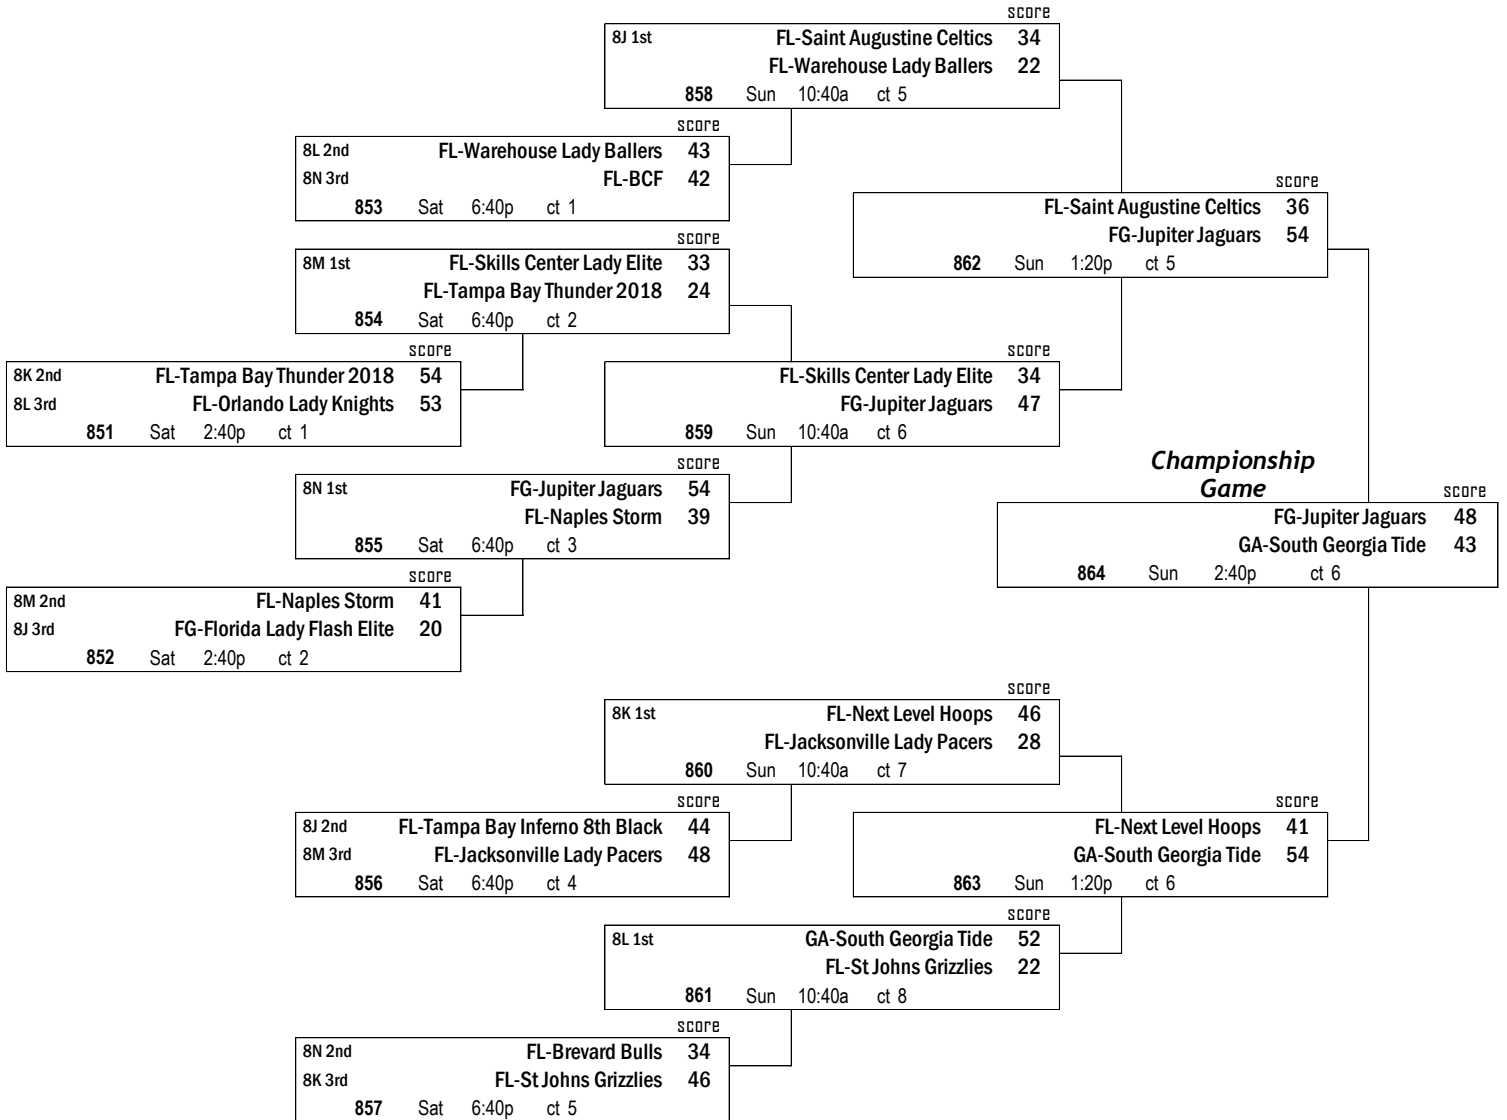 score
8J 1st FL-Saint Augustine Celtics 34
FL-Warehouse Lady Ballers 22
858 Sun 10:40a ct 5
score
8L 2nd FL-Warehouse Lady Ballers 43
8N 3rd FL-BCF 42
853 Sat 6:40p ct 1
score
FL-Saint Augustine Celtics 36
FG-Jupiter Jaguars 54
862 Sun 1:20p ct 5
score
8M 1st FL-Skills Center Lady Elite 33
FL-Tampa Bay Thunder 2018 24
854 Sat 6:40p ct 2
score
8K 2nd FL-Tampa Bay Thunder 2018 54
8L 3rd FL-Orlando Lady Knights 53
851 Sat 2:40p ct 1
score
FL-Skills Center Lady Elite 34
FG-Jupiter Jaguars 47
859 Sun 10:40a ct 6
score
8N 1st FG-Jupiter Jaguars 54
FL-Naples Storm 39
855 Sat 6:40p ct 3
Championship
Game
score
FG-Jupiter Jaguars 48
GA-South Georgia Tide 43
864 Sun 2:40p ct 6
score
8M 2nd FL-Naples Storm 41
8J 3rd FG-Florida Lady Flash Elite 20
852 Sat 2:40p ct 2
score
8K 1st FL-Next Level Hoops 46
FL-Jacksonville Lady Pacers 28
860 Sun 10:40a ct 7
score
8J 2nd FL-Tampa Bay Inferno 8th Black 44
8M 3rd FL-Jacksonville Lady Pacers 48
856 Sat 6:40p ct 4
score
FL-Next Level Hoops 41
GA-South Georgia Tide 54
863 Sun 1:20p ct 6
score
8L 1st GA-South Georgia Tide 52
FL-St Johns Grizzlies 22
861 Sun 10:40a ct 8
score
8N 2nd FL-Brevard Bulls 34
8K 3rd FL-St Johns Grizzlies 46
857 Sat 6:40p ct 5